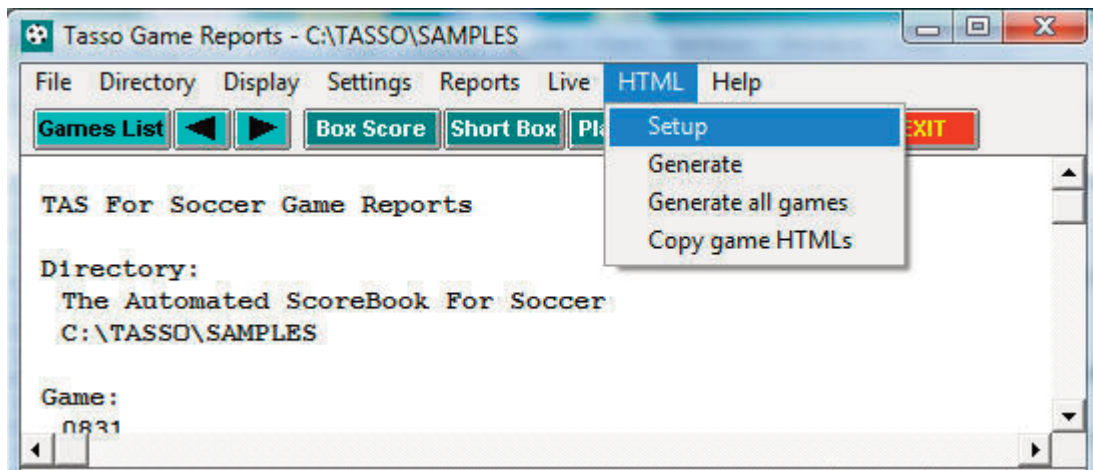 Tasso Game Reports - C:\TASSO\SAMPLES
File Directory Display Settings Reports Live HTML Help
Games List Box Score Short Box
Setup
Generate
Generate all games
Copy game HTMLs
TAS For Soccer Game Reports
Directory:
The Automated ScoreBook For Soccer
C:\TASSO\SAMPLES
Game:
0831